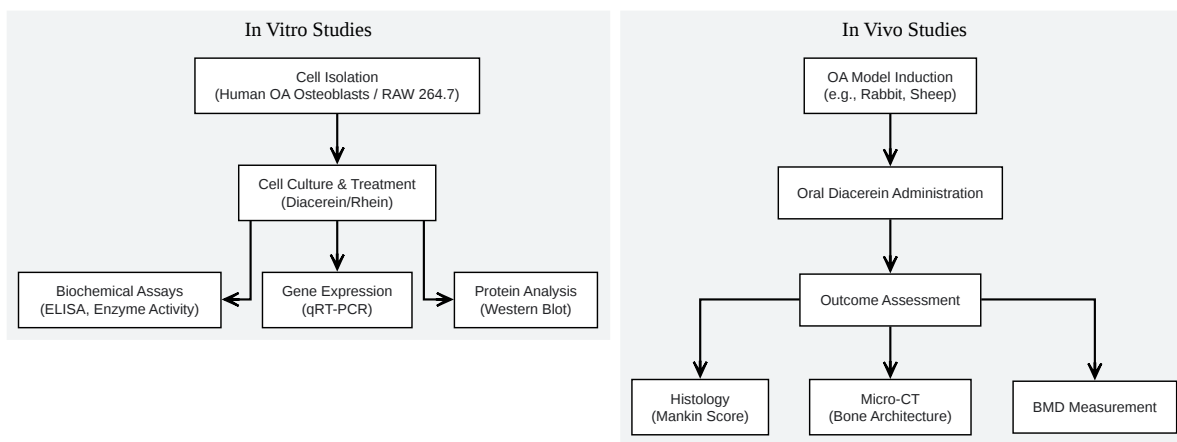 In Vitro Studies
Cell Isolation
(Human OA Osteoblasts / RAW 264.7)
Cell Culture & Treatment
(Diacerein/Rhein)
Biochemical Assays
(ELISA, Enzyme Activity)
Gene Expression
(qRT-PCR)
Protein Analysis
(Western Blot)
In Vivo Studies
OA Model Induction
(e.g., Rabbit, Sheep)
Oral Diacerein Administration
Outcome Assessment
Histology
(Mankin Score)
Micro-CT
(Bone Architecture)
BMD Measurement